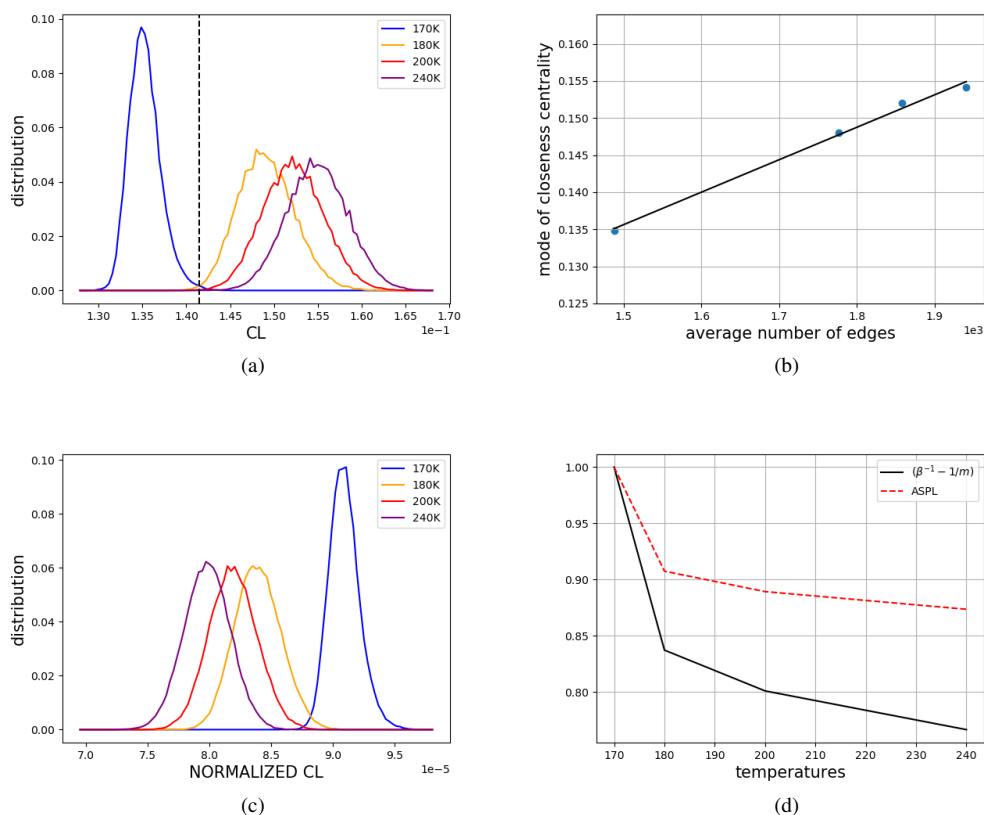 0.10
0.08
0.06
0.04
0.02
0.00
distribution
170K
180K
200K
240K
1.30 1.35 1.40 1.45 1.50 1.55 1.60 1.65 1.70
1e−1
CL
(a)
0.160
0.155
0.150
0.145
0.140
0.135
0.130
0.125
mode of closeness centrality
1.5 1.6 1.7 1.8 1.9
1e3
average number of edges
(b)
0.10
0.08
0.06
0.04
0.02
0.00
distribution
170K
180K
200K
240K
7.0 7.5 8.0 8.5 9.0 9.5
1e−5
NORMALIZED CL
(c)
1.00
0.95
0.90
0.85
0.80
(β⁻¹ − 1/m)
ASPL
170 180 190 200 210 220 230 240
temperatures
(d)